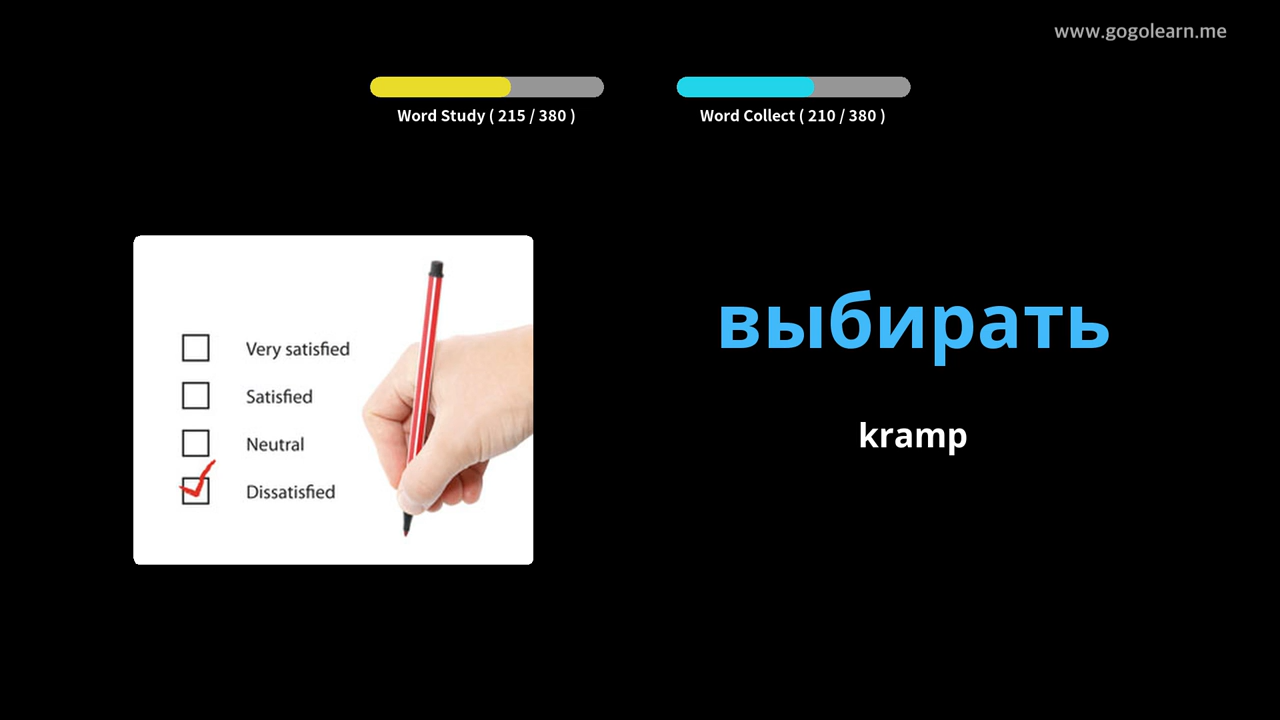 www.gogolearn.me
Word Study ( 215 / 380 )
Word Collect ( 210 / 380 )
Very satisfied
Satisfied
Neutral
Dissatisfied
выбирать
kramp